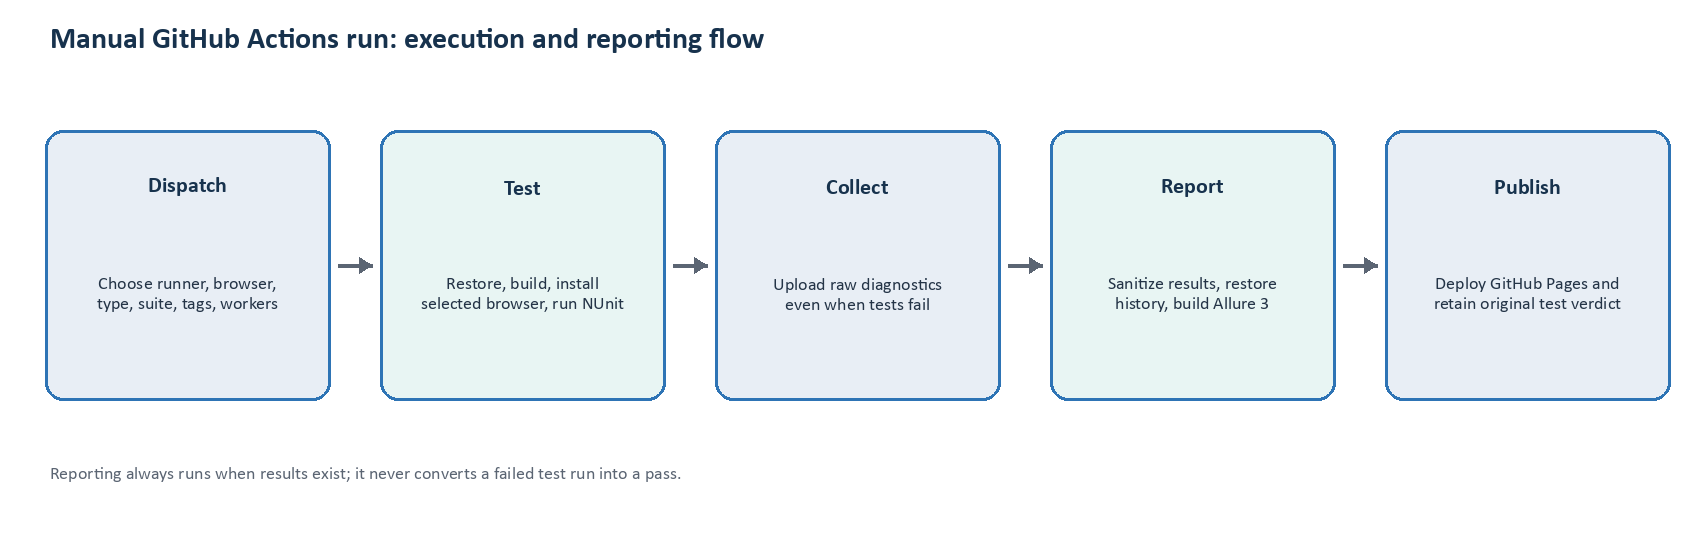 Manual GitHub Actions run: execution and reporting flow
Dispatch
Choose runner, browser,
type, suite, tags, workers
Test
Restore, build, install
selected browser, run NUnit
Collect
Upload raw diagnostics
even when tests fail
Report
Sanitize results, restore
history, build Allure 3
Publish
Deploy GitHub Pages and
retain original test verdict
Reporting always runs when results exist; it never converts a failed test run into a pass.